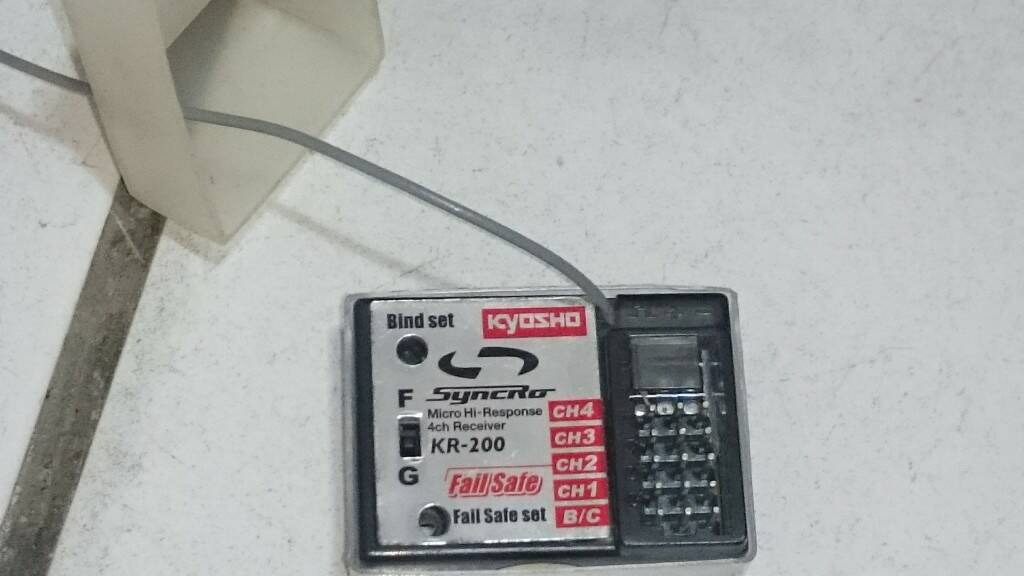 Bind set
KYOSHO
Syncro
F
Micro Hi-Response
4ch Receiver
KR-200
G
CH4
CH3
CH2
CH1
B/C
Fail Safe
Fail Safe set